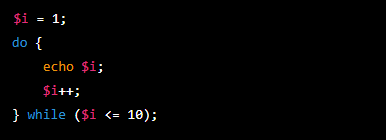 $i = 1;
do {
    echo $i;
    $i++;
} while ($i <= 10);